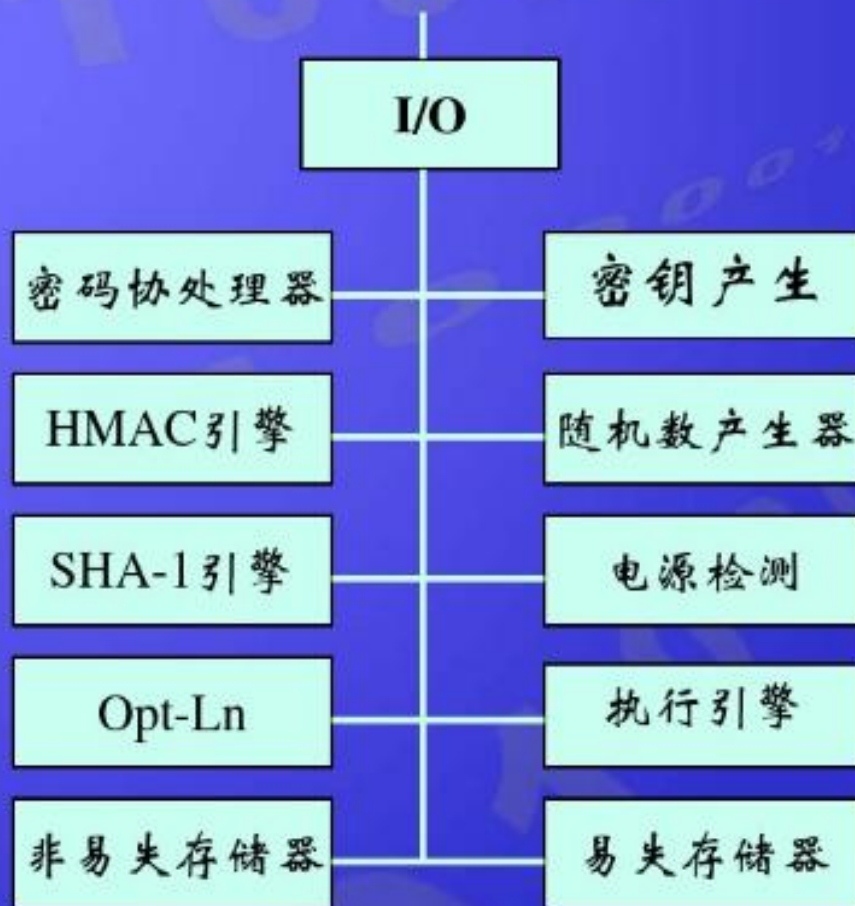 I/O
密码协处理器
密钥产生
HMAC引擎
随机数产生器
SHA-1引擎
电源检测
Opt-Ln
执行引擎
非易失存储器
易失存储器